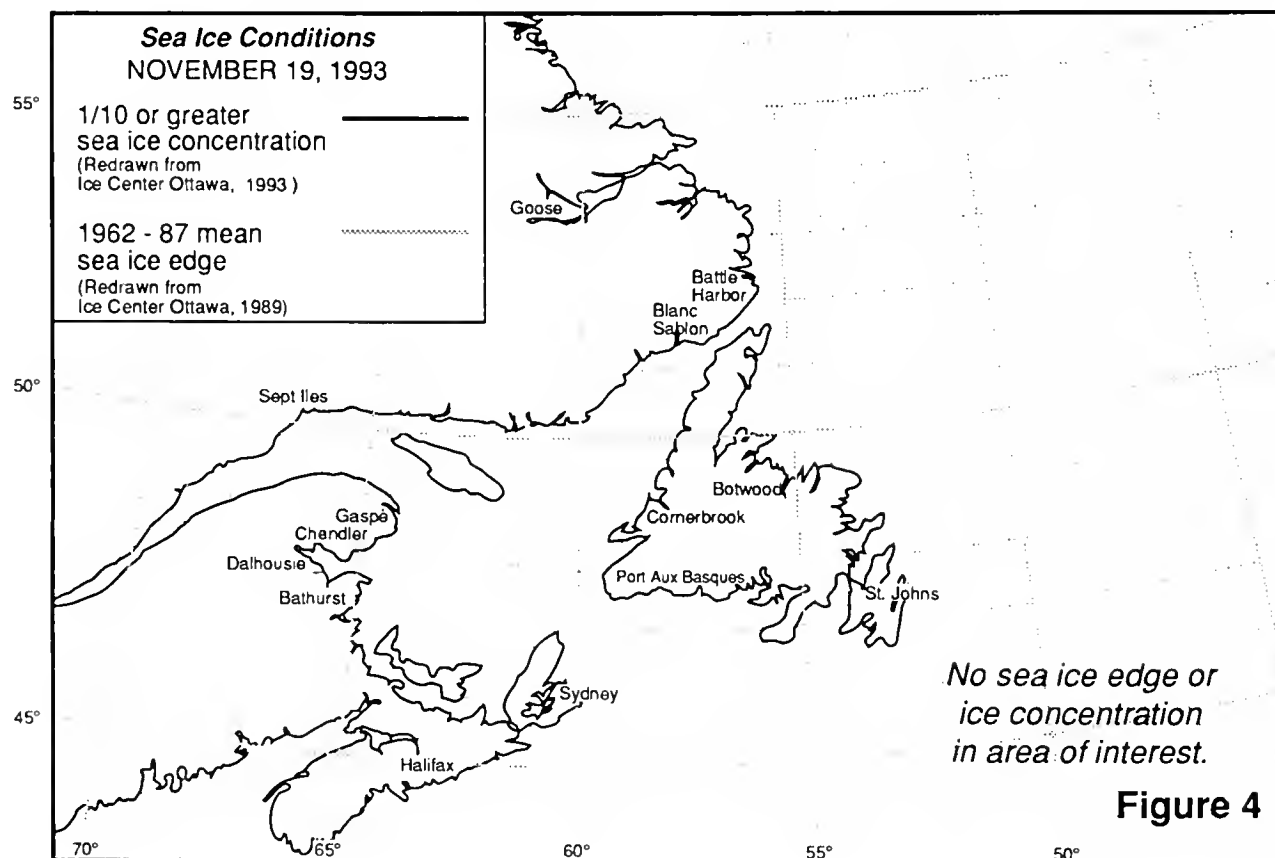 Sea Ice Conditions
NOVEMBER 19, 1993
1/10 or greater
sea ice concentration
(Redrawn from
Ice Center Ottawa, 1993 )
1962 - 87 mean
sea ice edge
(Redrawn from
Ice Center Ottawa, 1989)
55°
Goose
Battle
Harbor
Blanc
Sablon
50°
Sept Iles
Botwood
Cornerbrook
Gaspé
Chendler
Dalhousie
Bathurst
Port Aux Basques
St. Johns
45°
Sydney
Halifax
No sea ice edge or
ice concentration
in area of interest.
Figure 4
70°
65°
60°
55°
50°